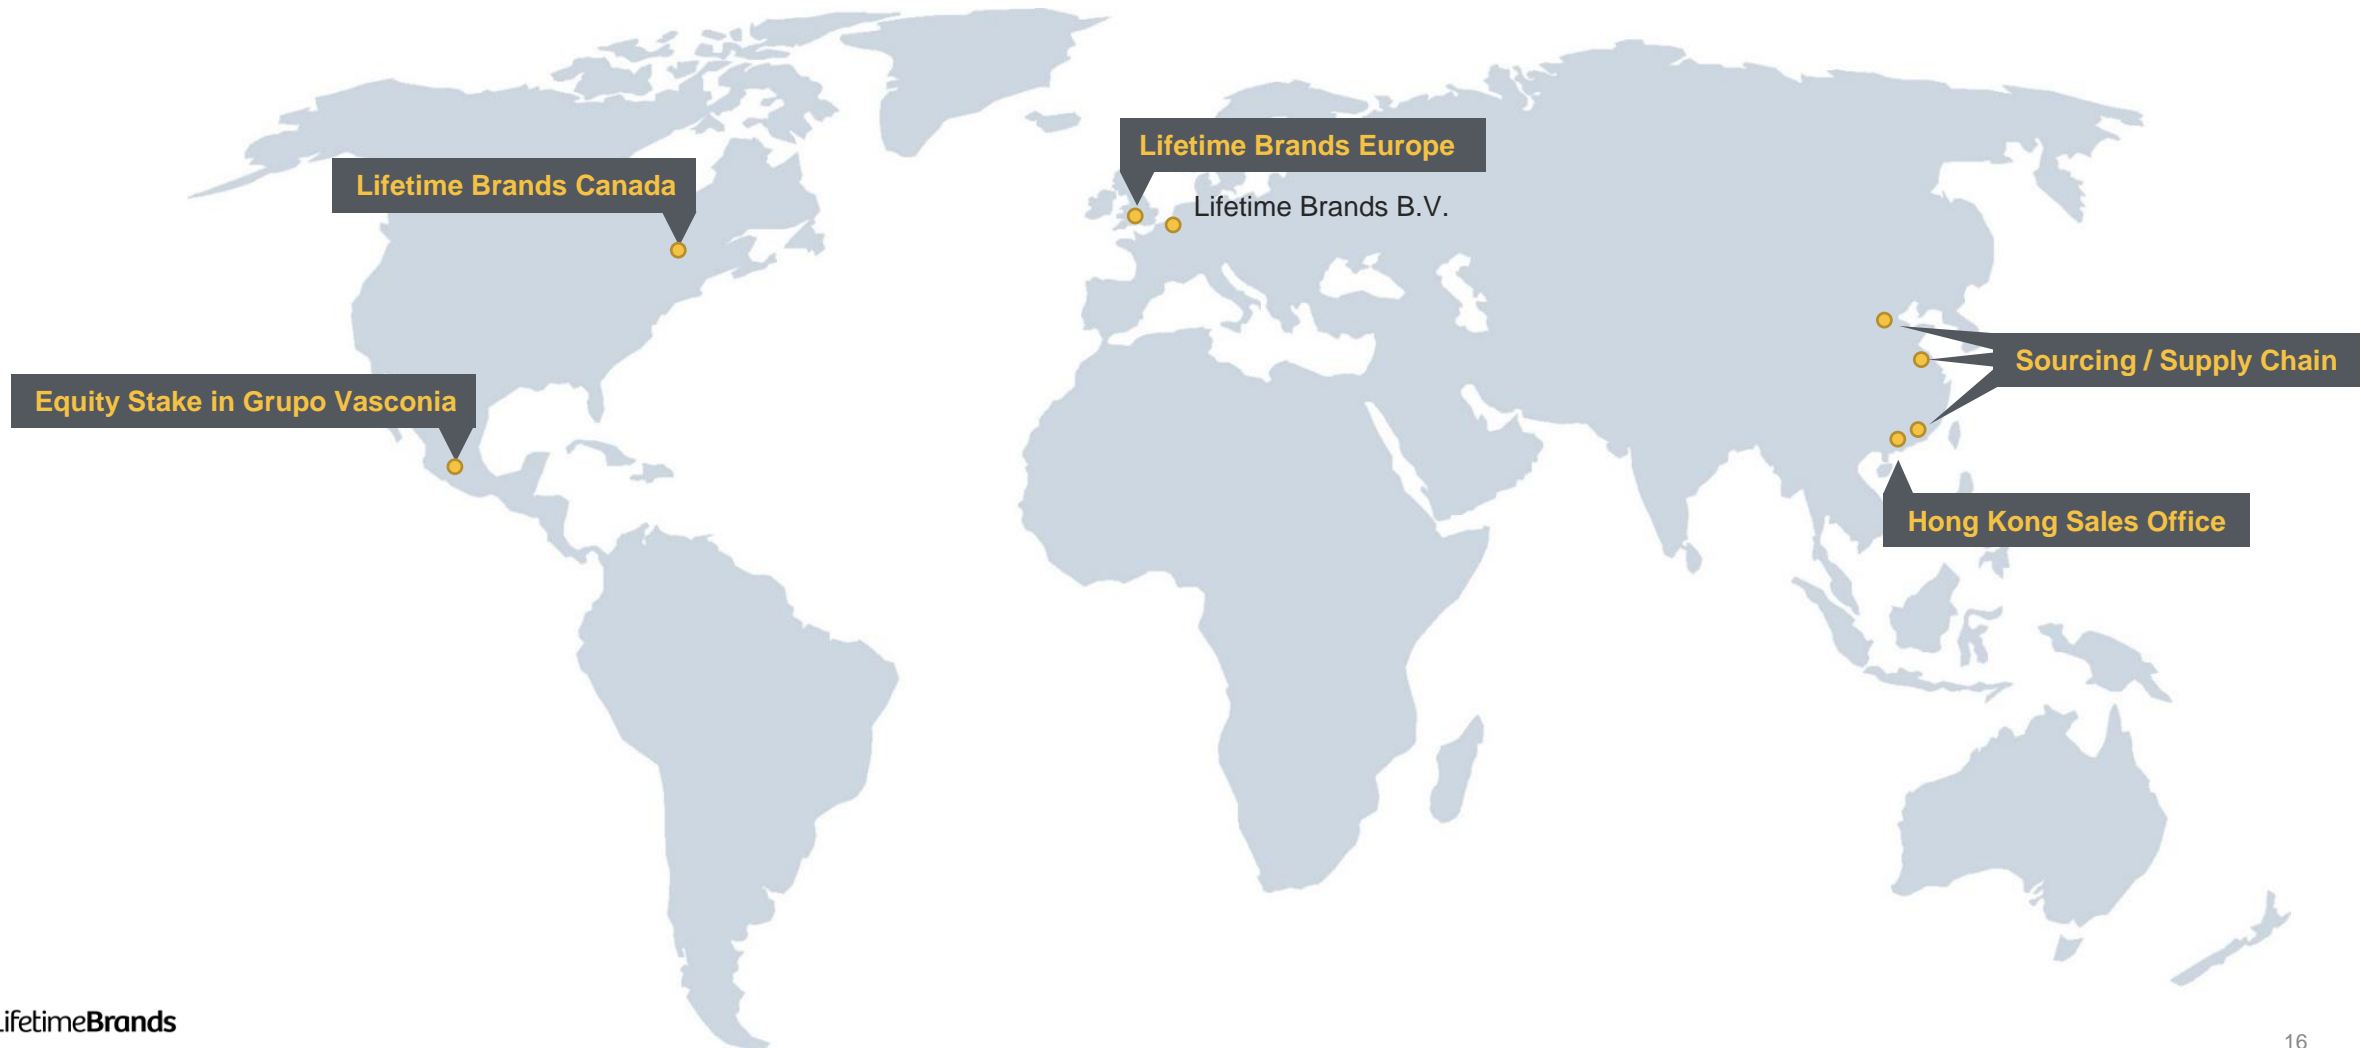 Lifetime Brands Europe
Lifetime Brands Canada
Lifetime Brands B.V.
Sourcing / Supply Chain
Equity Stake in Grupo Vasconia
Hong Kong Sales Office
LifetimeBrands
16